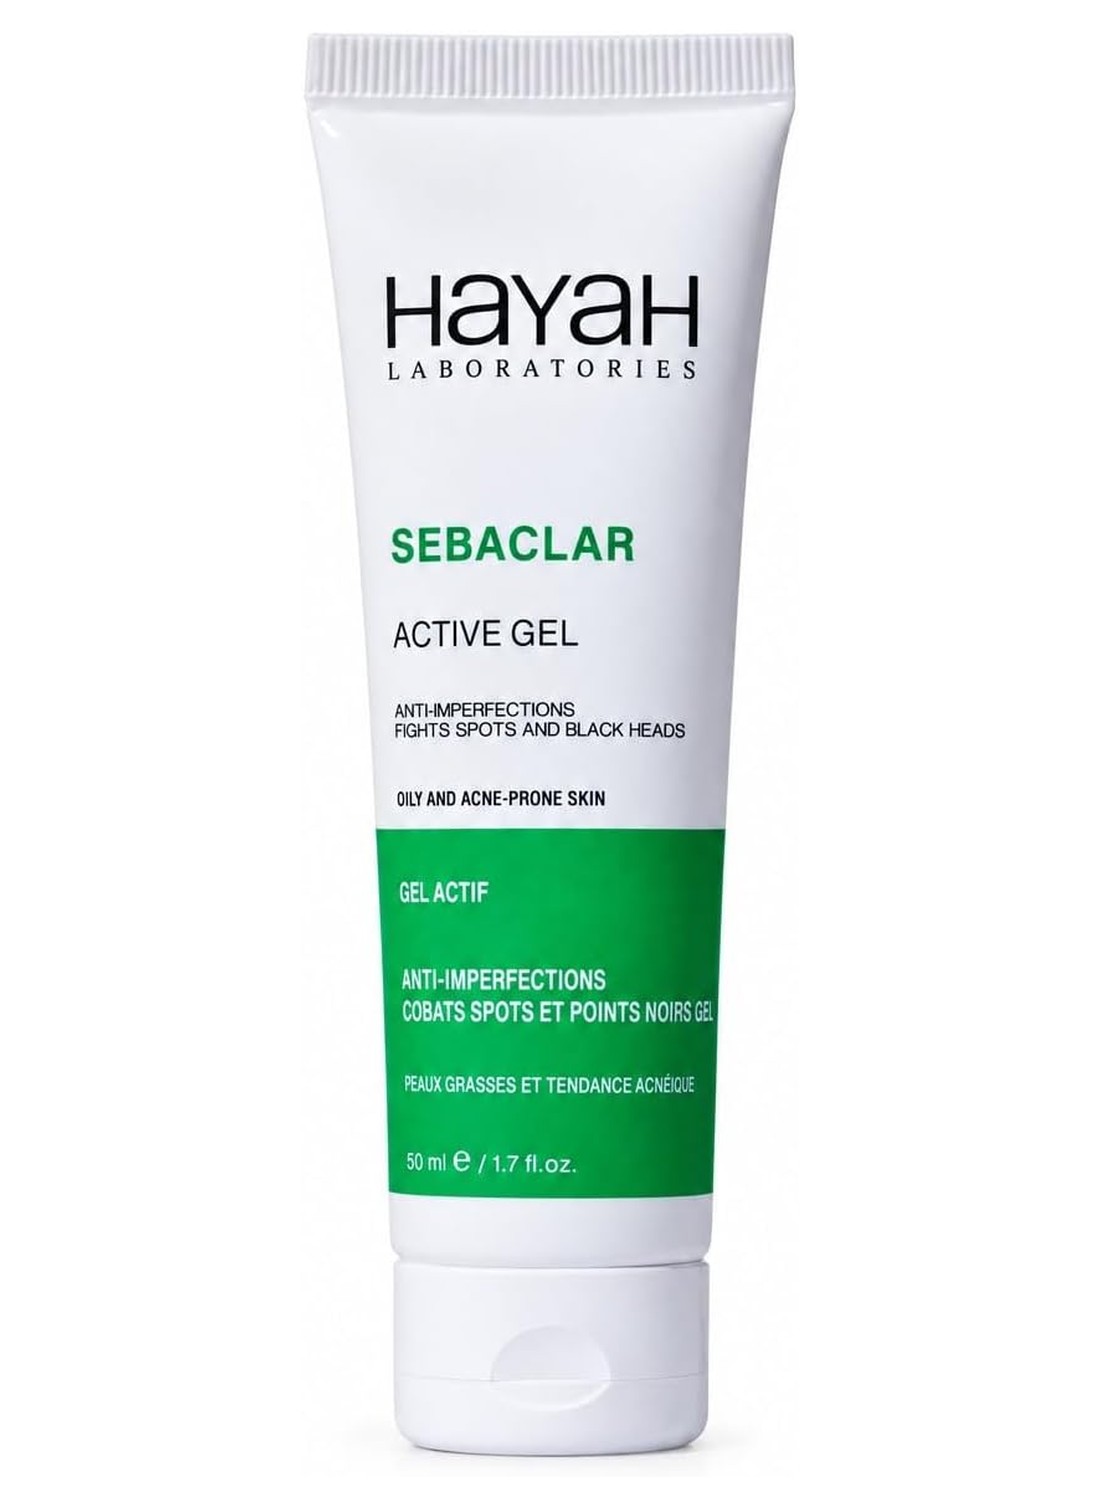 HaYaH
LABORATORIES
SEBACLAR
ACTIVE GEL
ANTI-IMPERFECTIONS
FIGHTS SPOTS AND BLACK HEADS
OILY AND ACNE-PRONE SKIN
GEL ACTIF
ANTI-IMPERFECTIONS
COBATS SPOTS ET POINTS NOIRS GEL
PEAUX GRASSES ET TENDANCE ACNÉIQUE
50 ml e / 1.7 fl.oz.